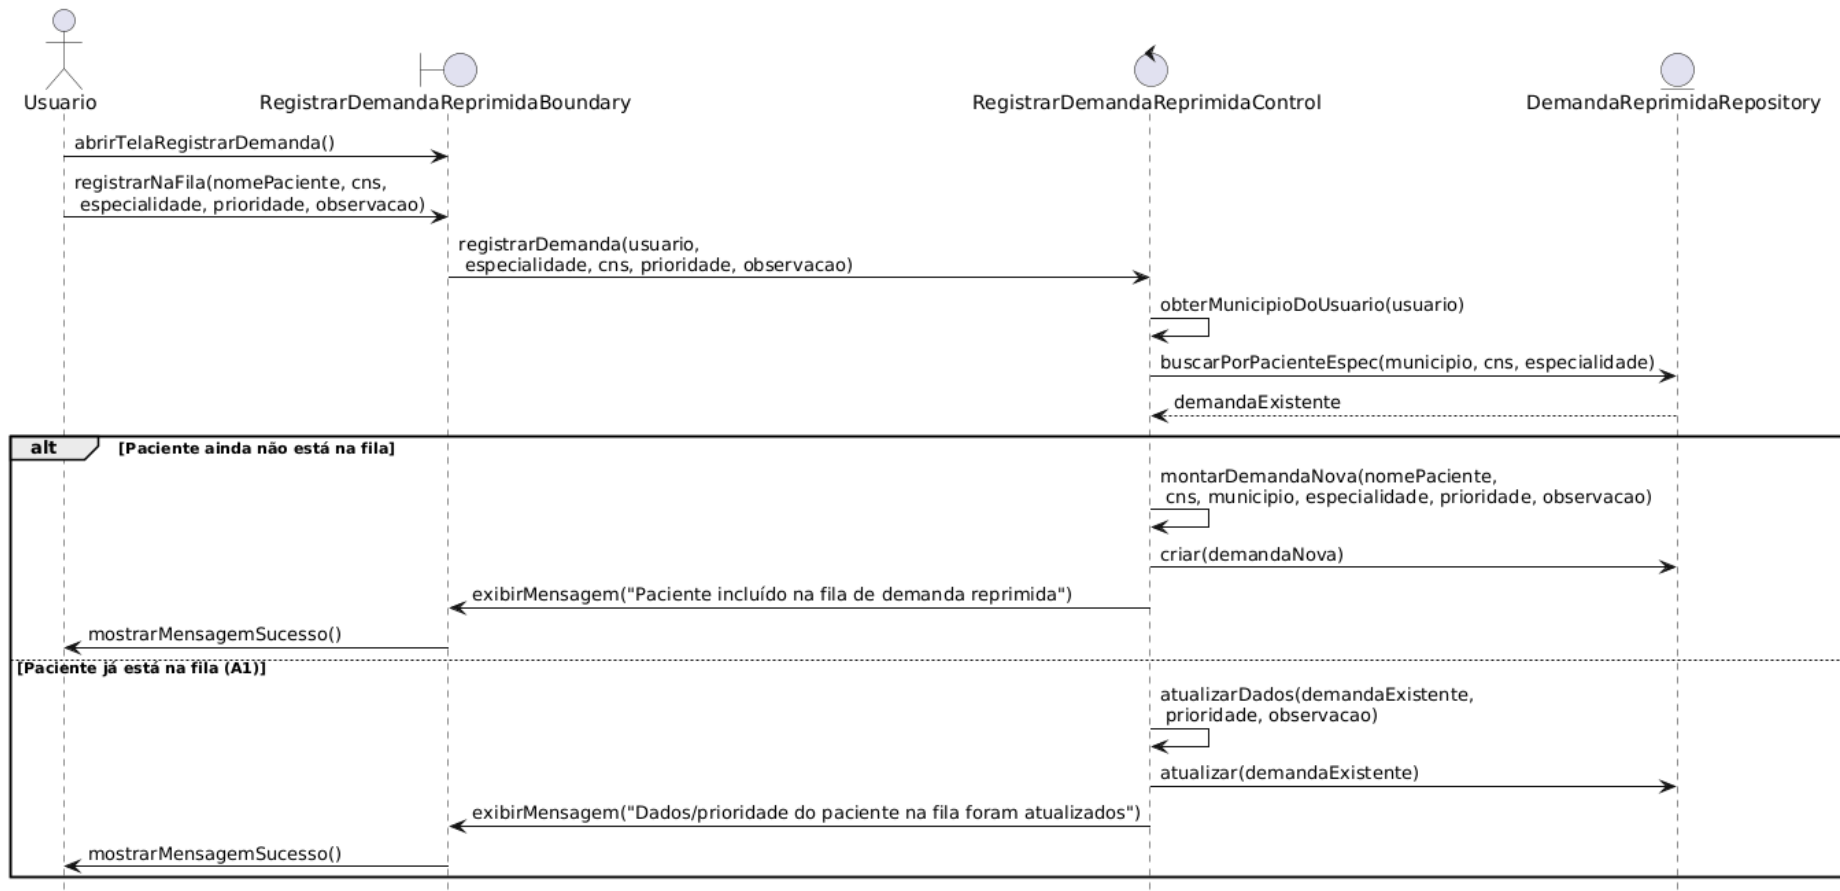 Usuario
RegistrarDemandaReprimidaBoundary
RegistrarDemandaReprimidaControl
DemandaReprimidaRepository
abrirTelaRegistrarDemanda()
registrarNaFila(nomePaciente, cns,
especialidade, prioridade, observacao)
registrarDemanda(usuario,
especialidade, cns, prioridade, observacao)
obterMunicipioDoUsuario(usuario)
buscarPorPacienteEspec(municipio, cns, especialidade)
demandaExistente
alt
[Paciente ainda não está na fila]
montarDemandaNova(nomePaciente,
cns, municipio, especialidade, prioridade, observacao)
criar(demandaNova)
exibirMensagem("Paciente incluído na fila de demanda reprimida")
mostrarMensagemSucesso()
[Paciente já está na fila (A1)]
atualizarDados(demandaExistente,
prioridade, observacao)
atualizar(demandaExistente)
exibirMensagem("Dados/prioridade do paciente na fila foram atualizados")
mostrarMensagemSucesso()